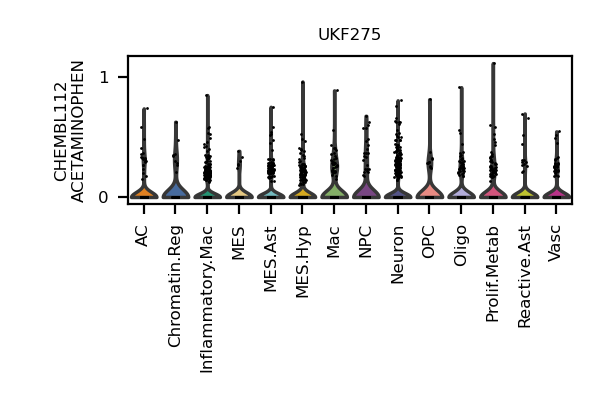 UKF275
CHEMBL112
ACETAMINOPHEN
1
0
AC
Chromatin.Reg
Inflammatory.Mac
MES
MES.Ast
MES.Hyp
Mac
NPC
Neuron
OPC
Oligo
Prolif.Metab
Reactive.Ast
Vasc